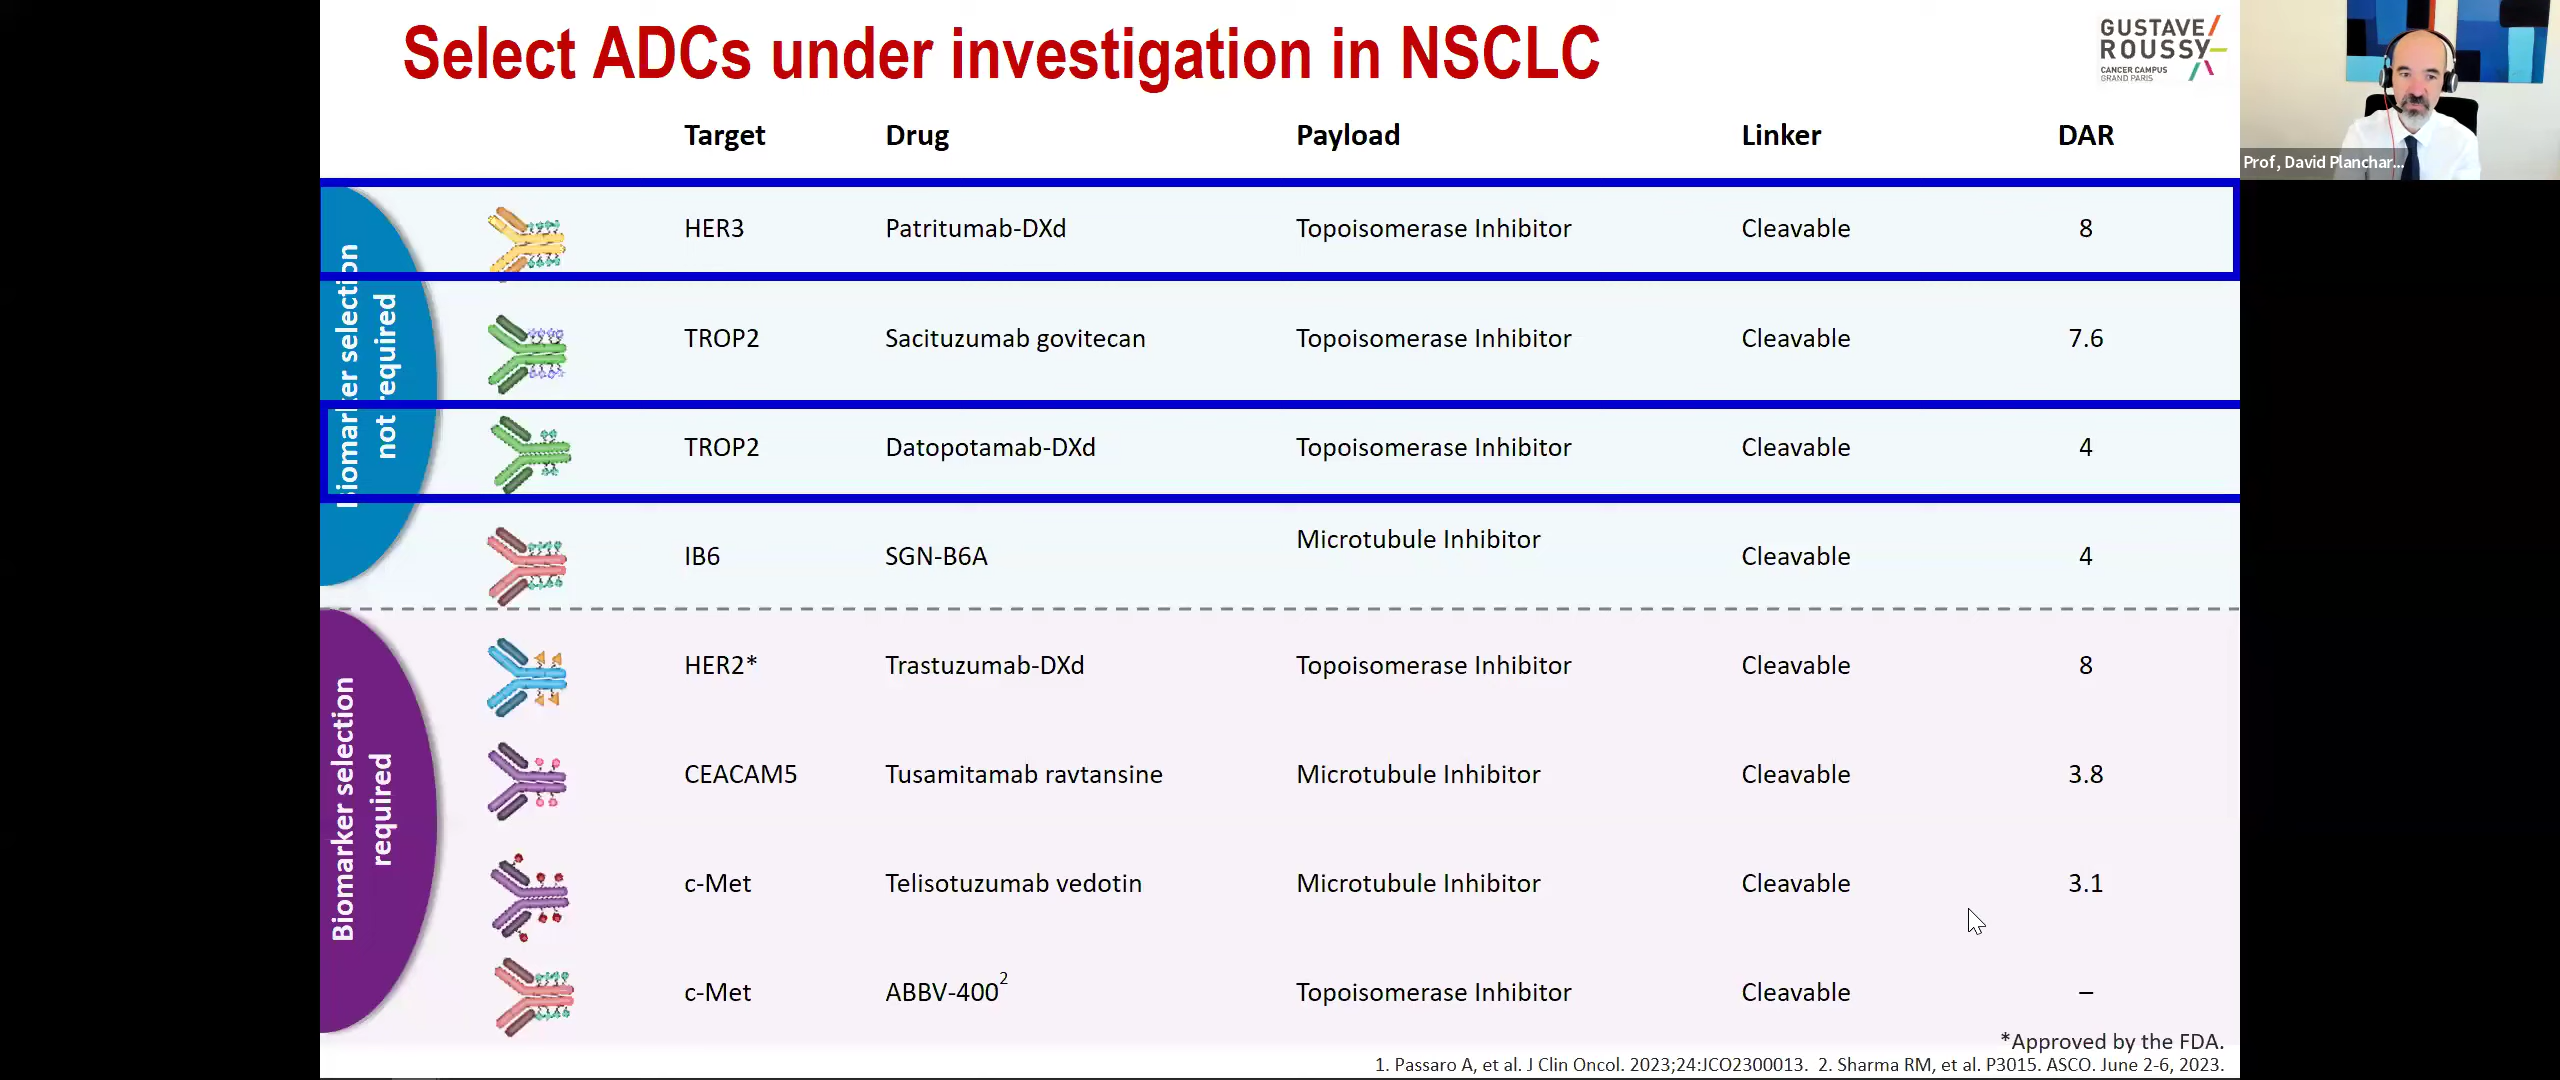 Select ADCs under investigation in NSCLC
GUSTAVE/
ROUSSY
CANCER CAMPUS
GRAND PARIS
Prof, David Planchar...
Target Drug Payload Linker DAR
Biomarker selection
not required
HER3 Patritumab-DXd Topoisomerase Inhibitor Cleavable 8
TROP2 Sacituzumab govitecan Topoisomerase Inhibitor Cleavable 7.6
TROP2 Datopotamab-DXd Topoisomerase Inhibitor Cleavable 4
IB6 SGN-B6A Microtubule Inhibitor Cleavable 4
Biomarker selection
required
HER2* Trastuzumab-DXd Topoisomerase Inhibitor Cleavable 8
CEACAM5 Tusamitamab ravtansine Microtubule Inhibitor Cleavable 3.8
c-Met Telisotuzumab vedotin Microtubule Inhibitor Cleavable 3.1
c-Met ABBV-400² Topoisomerase Inhibitor Cleavable –
*Approved by the FDA.
1. Passaro A, et al. J Clin Oncol. 2023;24:JCO2300013. 2. Sharma RM, et al. P3015. ASCO. June 2-6, 2023.